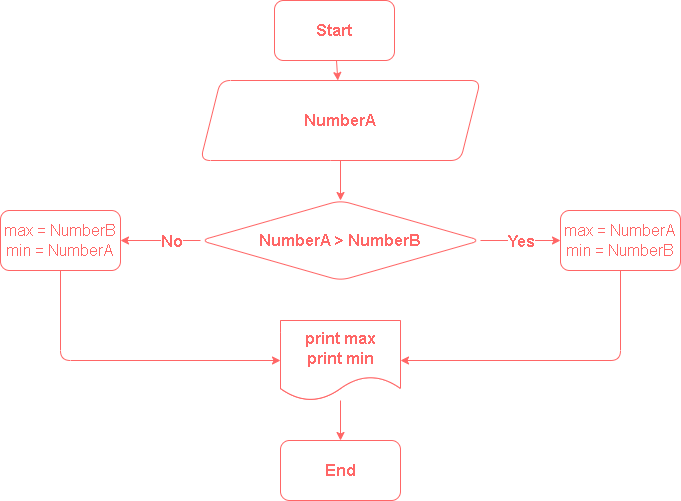 Start
NumberA
max = NumberB
min = NumberA
No
NumberA > NumberB
Yes
max = NumberA
min = NumberB
print max
print min
End